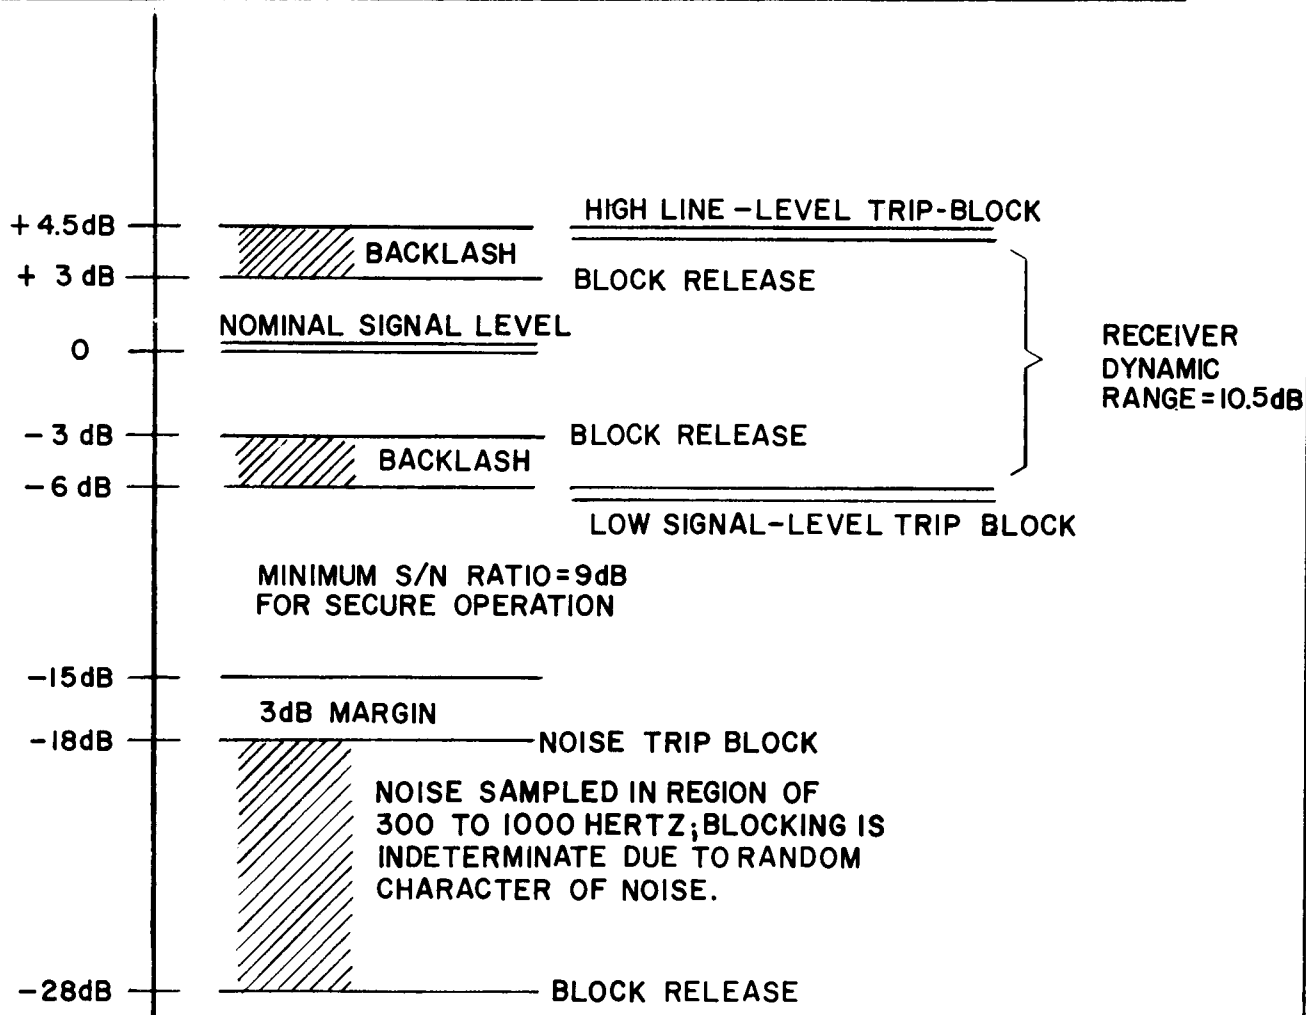 HIGH LINE-LEVEL TRIP-BLOCK
+4.5dB
BACKLASH
+ 3 dB
BLOCK RELEASE
NOMINAL SIGNAL LEVEL
0
RECEIVER
DYNAMIC
RANGE=10.5dB
-3 dB
BLOCK RELEASE
BACKLASH
-6 dB
LOW SIGNAL-LEVEL TRIP BLOCK
MINIMUM S/N RATIO=9dB
FOR SECURE OPERATION
-15dB
3dB MARGIN
-18dB
NOISE TRIP BLOCK
NOISE SAMPLED IN REGION OF
300 TO 1000 HERTZ; BLOCKING IS
INDETERMINATE DUE TO RANDOM
CHARACTER OF NOISE.
-28dB
BLOCK RELEASE